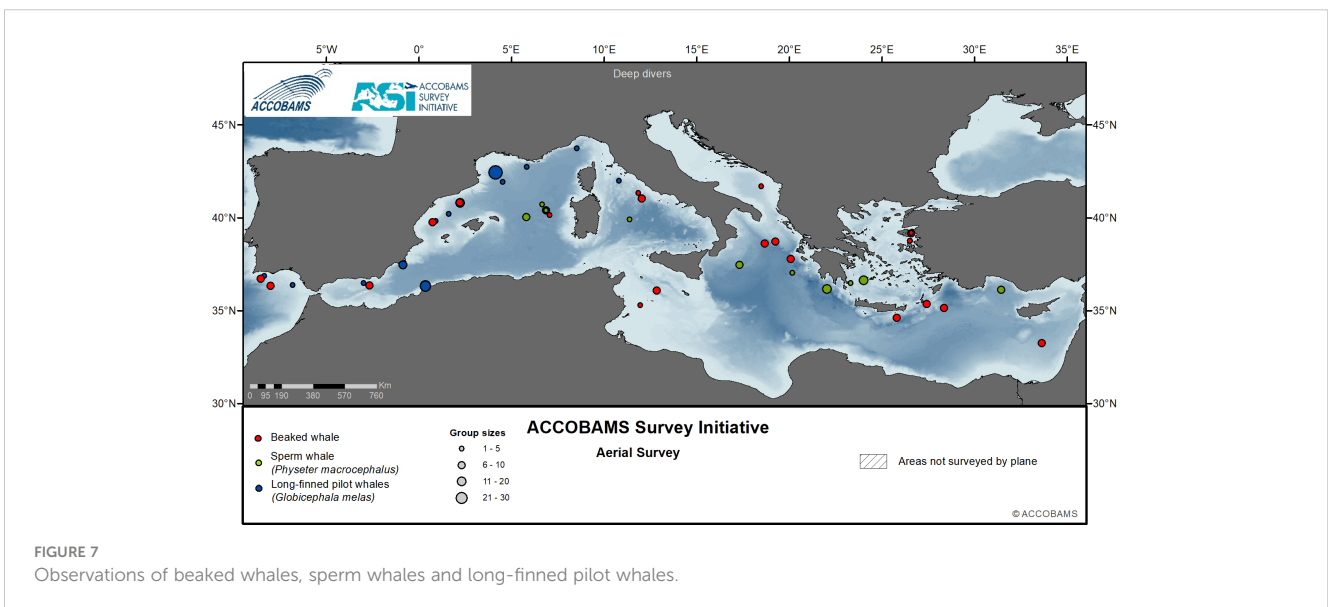 5°W 0° 5°E 10°E 15°E 20°E 25°E 30°E 35°E
Deep divers
ACCOBAMS
ASI ACCOBAMS
SURVEY
INITIATIVE
45°N 45°N
40°N 40°N
35°N 35°N
30°N 30°N
Km
0 95 190 380 570 760
ACCOBAMS Survey Initiative
Aerial Survey
Beaked whale
Sperm whale
(Physeter macrocephalus)
Long-finned pilot whales
(Globicephala melas)
Group sizes
1 - 5
6 - 10
11 - 20
21 - 30
Areas not surveyed by plane
© ACCOBAMS
FIGURE 7
Observations of beaked whales, sperm whales and long-finned pilot whales.